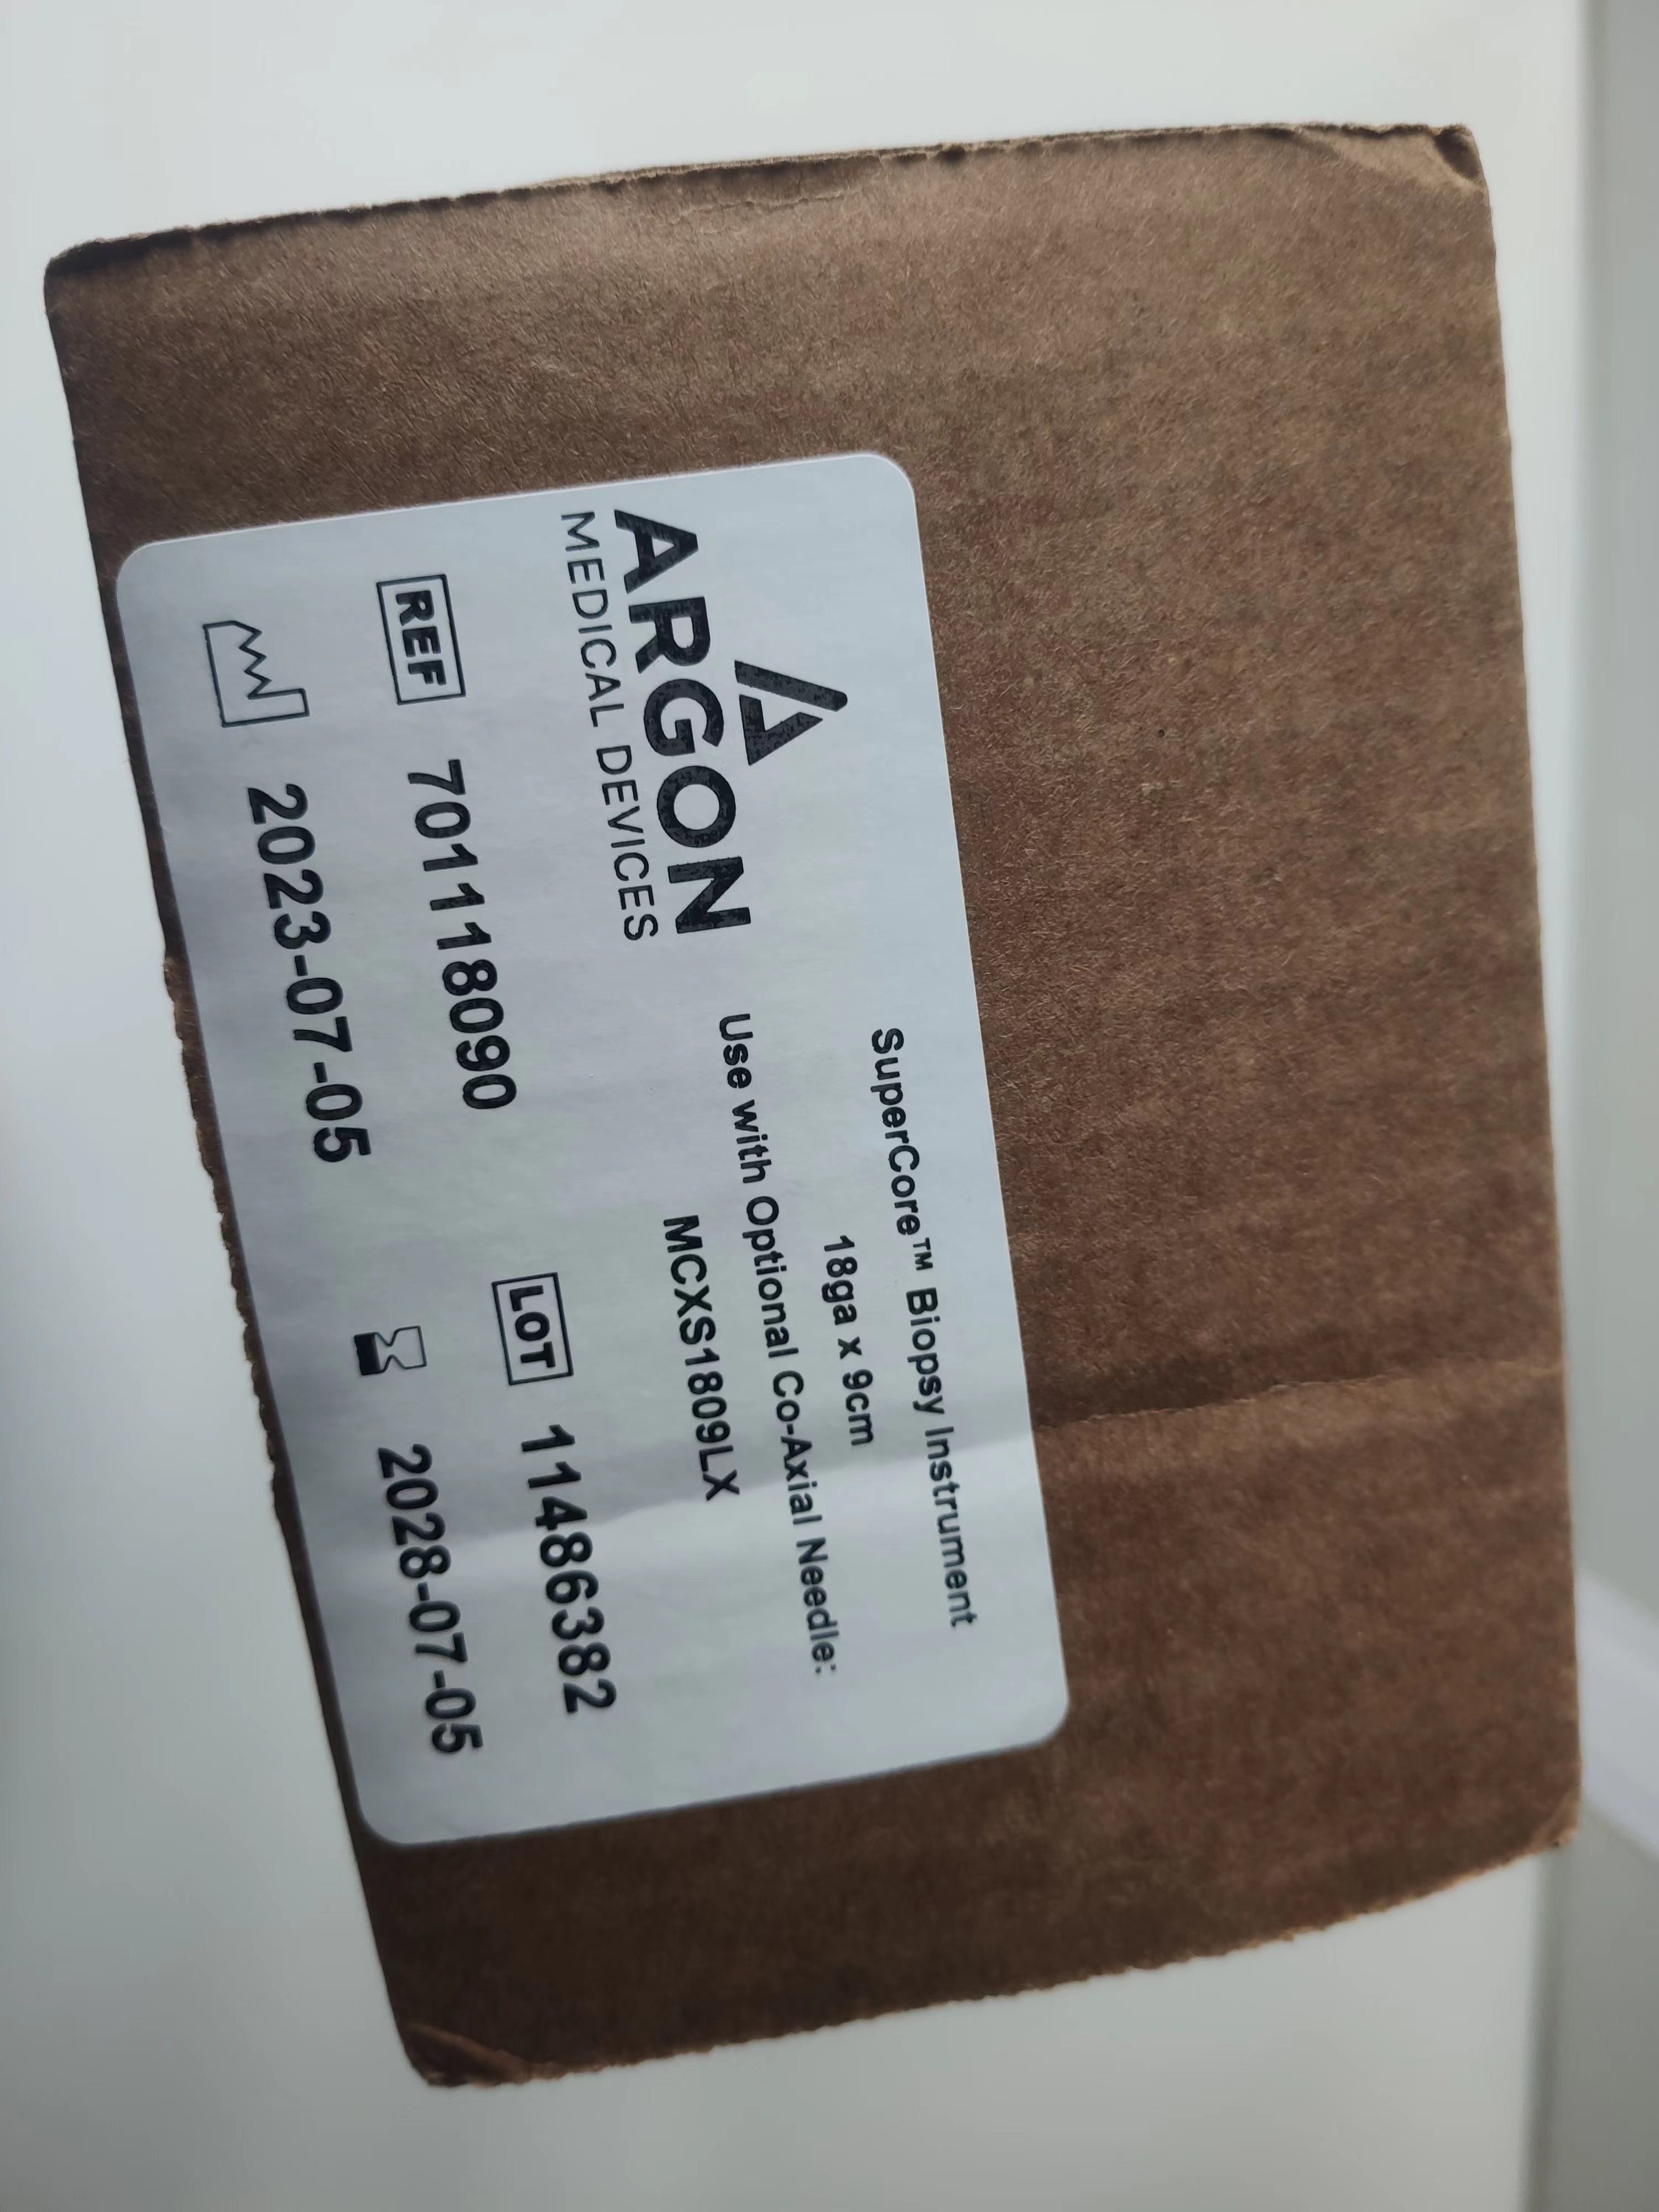 ARGON
MEDICAL DEVICES
SuperCore™ Biopsy Instrument
18ga x 9cm
Use with Optional Co-Axial Needle:
MCXS1809LX
REF 701118090
LOT 11486382
2023-07-05
2028-07-05